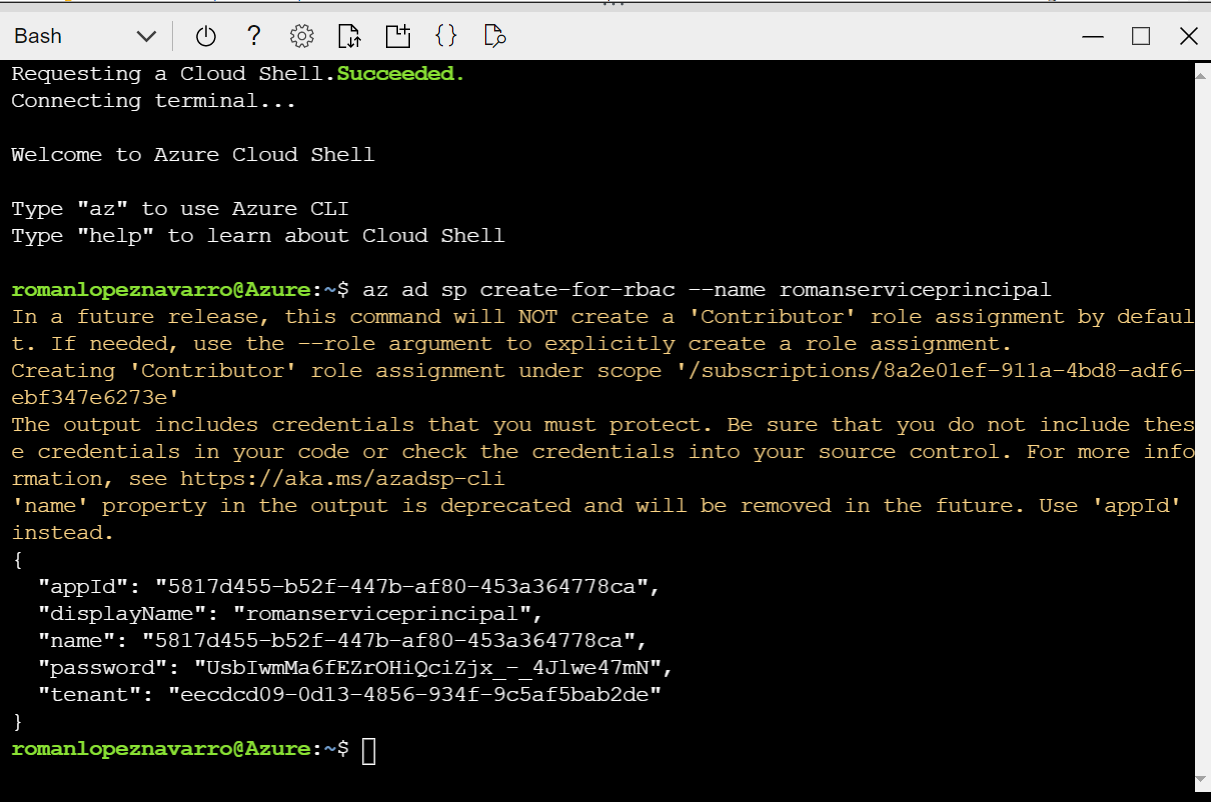 Bash
Requesting a Cloud Shell.Succeeded.
Connecting terminal...
Welcome to Azure Cloud Shell
Type "az" to use Azure CLI
Type "help" to learn about Cloud Shell
romanlopeznavarro@Azure:~$ az ad sp create-for-rbac --name romanserviceprincipal
In a future release, this command will NOT create a 'Contributor' role assignment by defaul
t. If needed, use the --role argument to explicitly create a role assignment.
Creating 'Contributor' role assignment under scope '/subscriptions/8a2e01ef-911a-4bd8-adf6-
ebf347e6273e'
The output includes credentials that you must protect. Be sure that you do not include thes
e credentials in your code or check the credentials into your source control. For more info
rmation, see https://aka.ms/azadsp-cli
'name' property in the output is deprecated and will be removed in the future. Use 'appId'
instead.
{
  "appId": "5817d455-b52f-447b-af80-453a364778ca",
  "displayName": "romanserviceprincipal",
  "name": "5817d455-b52f-447b-af80-453a364778ca",
  "password": "UsbIwmMa6fEZrOHiQciZjx_-_4Jlwe47mN",
  "tenant": "eecdcd09-0d13-4856-934f-9c5af5bab2de"
}
romanlopeznavarro@Azure:~$